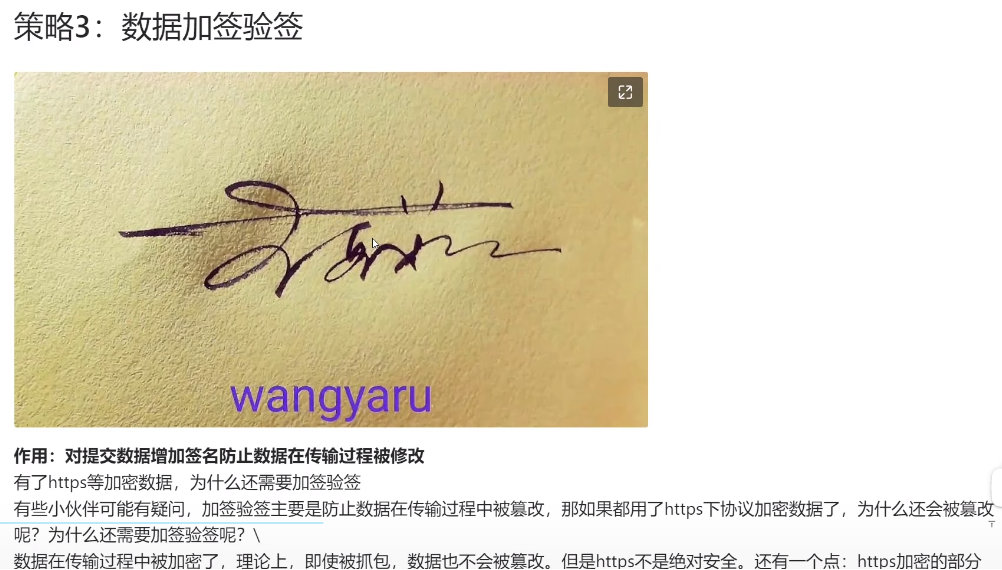 策略3：数据加签验签
wangyaru
作用：对提交数据增加签名防止数据在传输过程被修改
有了https等加密数据，为什么还需要加签验签
有些小伙伴可能有疑问，加签验签主要是防止数据在传输过程中被篡改，那如果都用了https下协议加密数据了，为什么还会被篡改
呢？为什么还需要加签验签呢？\
数据在传输过程中被加密了，理论上，即使被抓包，数据也不会被篡改。但是https不是绝对安全。还有一个点：https加密的部分